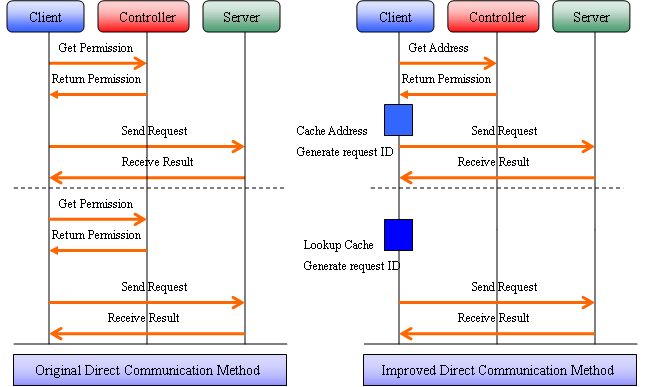 Client
Controller
Server
Get Permission
Return Permission
Send Request
Receive Result
Get Permission
Return Permission
Send Request
Receive Result
Original Direct Communication Method
Client
Controller
Server
Get Address
Return Permission
Cache Address
Generate request ID
Send Request
Receive Result
Lookup Cache
Generate request ID
Send Request
Receive Result
Improved Direct Communication Method